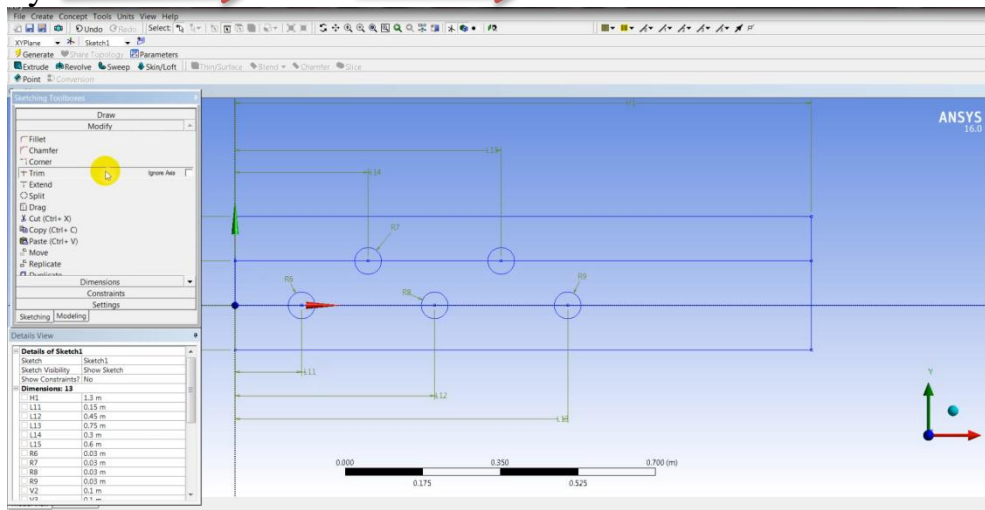 y
File Create Concept Tools Units View Help
Undo Redo Select:
XYPlane Sketch1
Generate Share Topology Parameters
Extrude Revolve Sweep Skin/Loft Thin/Surface Blend Chamfer Slice
Point Conversion
Sketching Toolboxes
Draw
Modify
Fillet
Chamfer
Corner
Trim Ignore Axis
Extend
Split
Drag
Cut (Ctrl+ X)
Copy (Ctrl+ C)
Paste (Ctrl+ V)
Move
Replicate
Duplicate
Dimensions
Constraints
Settings
Sketching Modeling
Details View
Details of Sketch1
Sketch Sketch1
Sketch Visibility Show Sketch
Show Constraints? No
Dimensions: 13
H1 1.3 m
L11 0.15 m
L12 0.45 m
L13 0.75 m
L14 0.3 m
L15 0.6 m
R6 0.03 m
R7 0.03 m
R8 0.03 m
R9 0.03 m
V2 0.1 m
V3 0.1 m
ANSYS
16.0
L15
L14
R7
R6
R8
R9
L11
L12
L13
Y
0.000 0.350 0.700 (m)
0.175 0.525